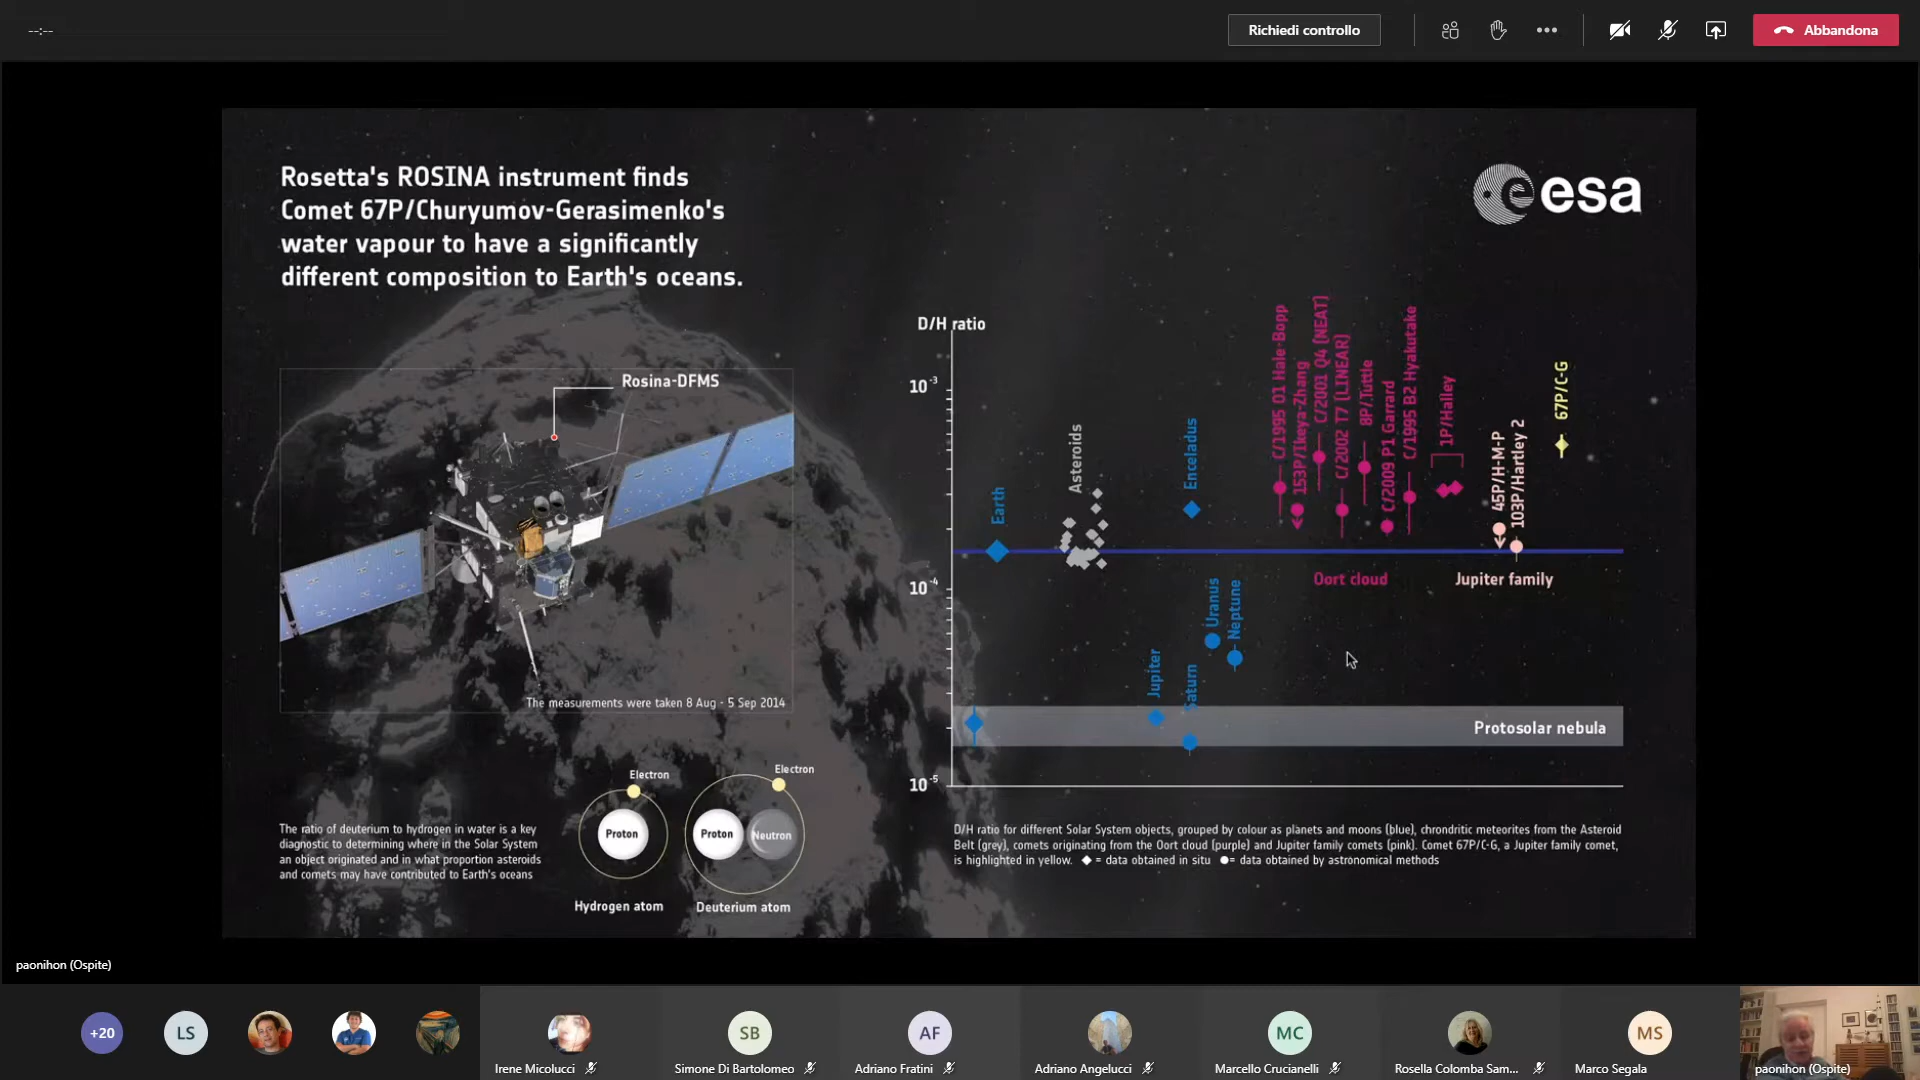 --:--
Richiedi controllo
Abbandona
Rosetta's ROSINA instrument finds
Comet 67P/Churyumov-Gerasimenko's
water vapour to have a significantly
different composition to Earth's oceans.
esa
Rosina-DFMS
The measurements were taken 8 Aug - 5 Sep 2014
The ratio of deuterium to hydrogen in water is a key
diagnostic to determining where in the Solar System
an object originated and in what proportion asteroids
and comets may have contributed to Earth's oceans
Electron
Proton
Hydrogen atom
Electron
Proton
Neutron
Deuterium atom
D/H ratio
10-3
10-4
10-5
Earth
Asteroids
Enceladus
Jupiter
Saturn
Uranus
Neptune
C/1995 O1 Hale-Bopp
153P/Ikeya-Zhang
C/2001 Q4 (NEAT)
C/2002 T7 (LINEAR)
8P/Tuttle
C/2009 P1 Garrard
C/1995 B2 Hyakutake
1P/Halley
45P/H-M-P
103P/Hartley 2
67P/C-G
Oort cloud
Jupiter family
Protosolar nebula
D/H ratio for different Solar System objects, grouped by colour as planets and moons (blue), chrondritic meteorites from the Asteroid
Belt (grey), comets originating from the Oort cloud (purple) and Jupiter family comets (pink). Comet 67P/C-G, a Jupiter family comet,
is highlighted in yellow. ◆ = data obtained in situ ●= data obtained by astronomical methods
paonihon (Ospite)
+20
LS
SB
AF
MC
MS
Irene Micolucci
Simone Di Bartolomeo
Adriano Fratini
Adriano Angelucci
Marcello Crucianelli
Rosella Colomba Sam...
Marco Segala
paonihon (Ospite)